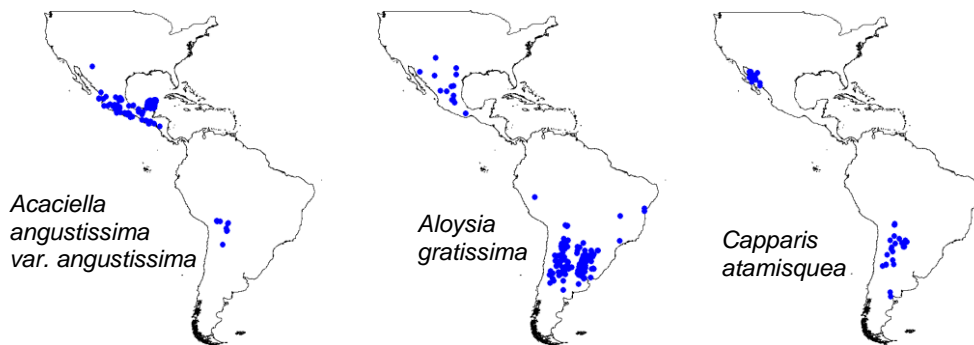 Acaciella
angustissima
var. angustissima
Aloysia
gratissima
Capparis
atamisquea